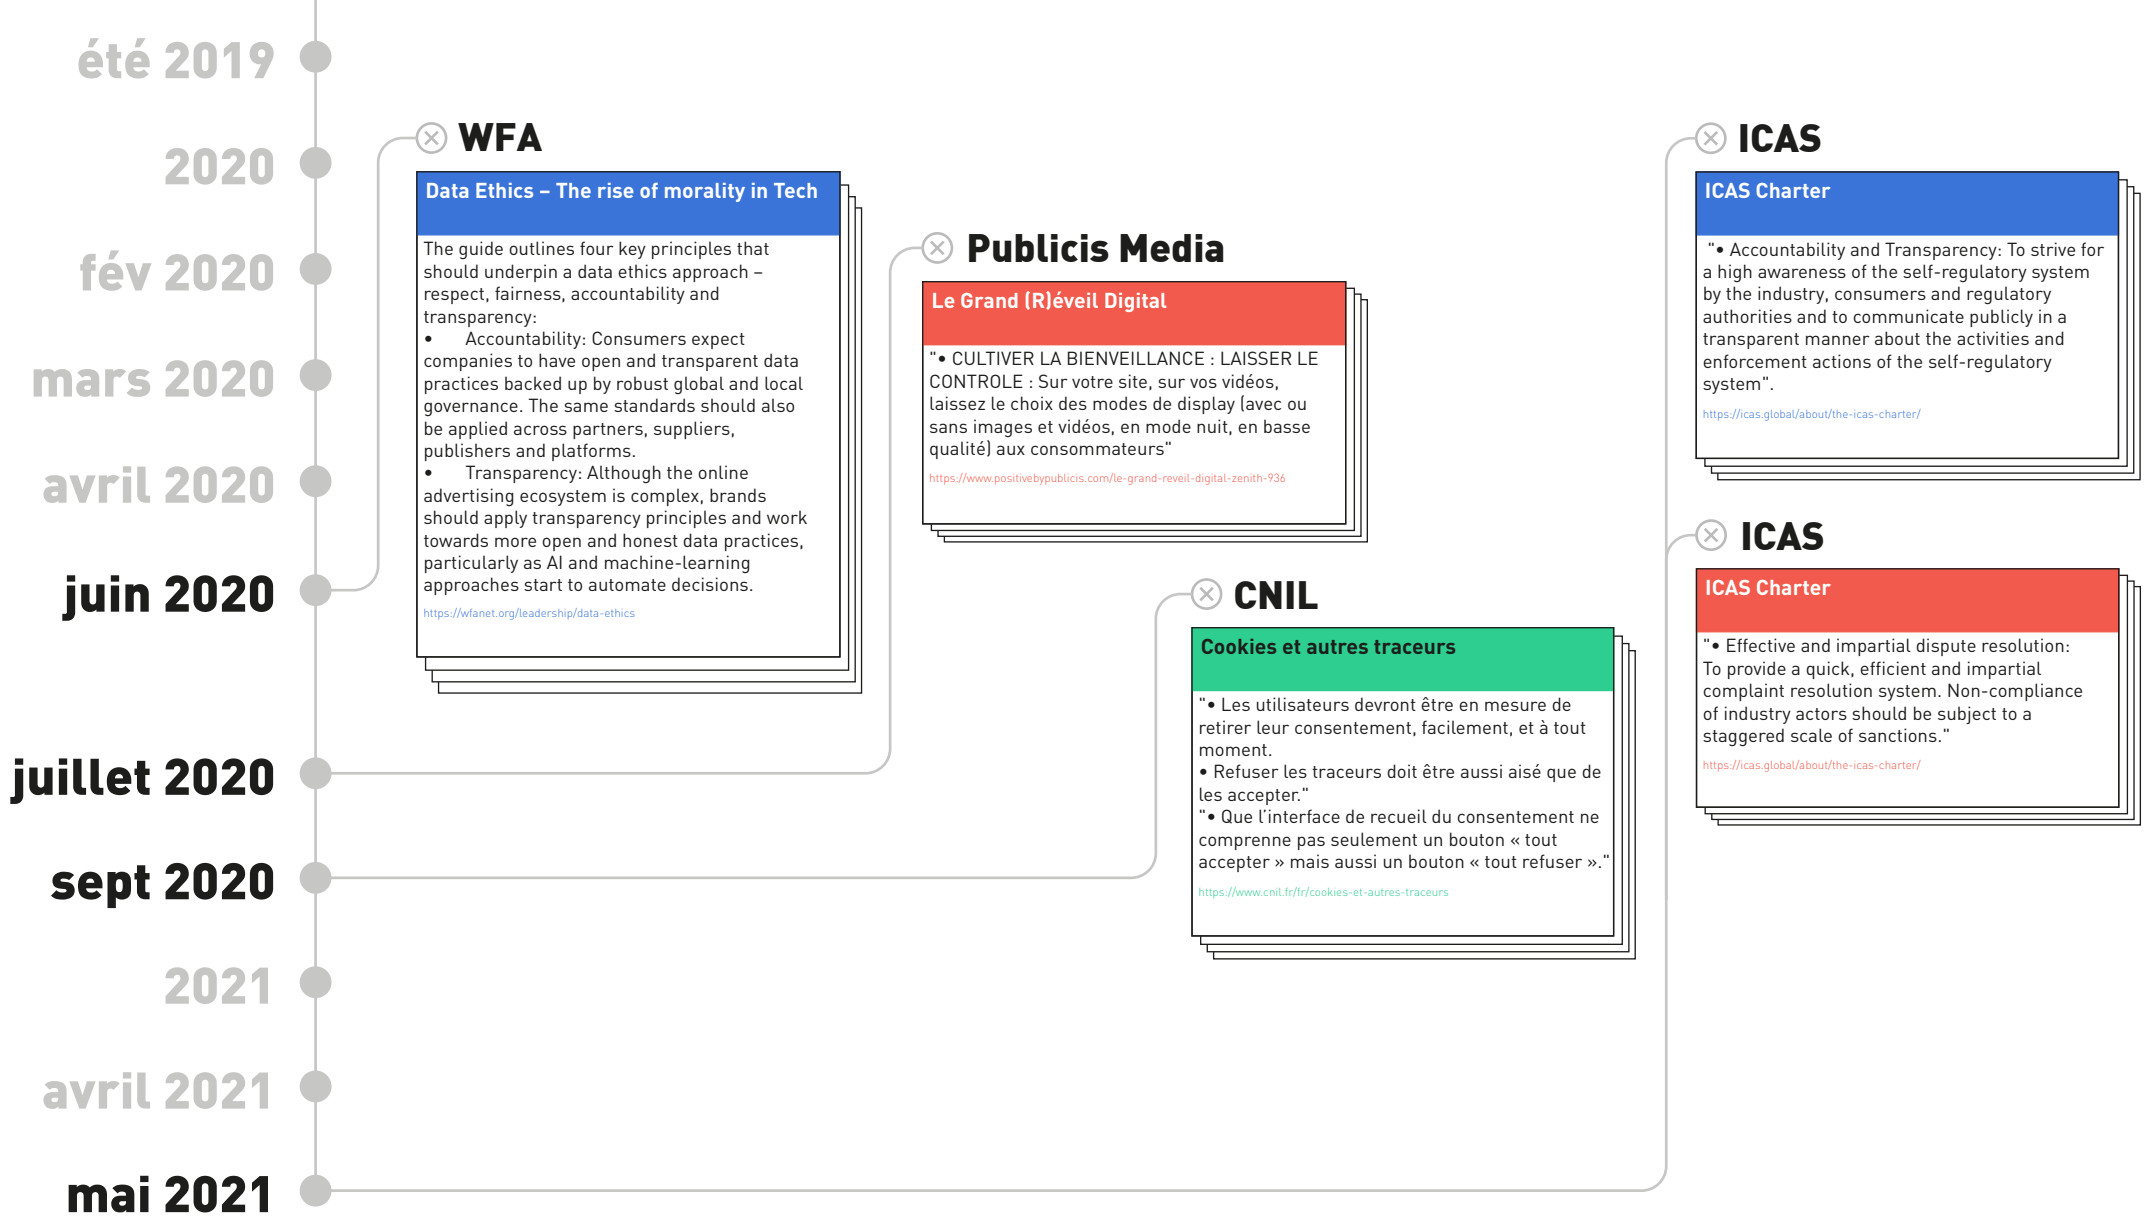 été 2019
2020
fév 2020
mars 2020
avril 2020
juin 2020
juillet 2020
sept 2020
2021
avril 2021
mai 2021
WFA
Data Ethics – The rise of morality in Tech
The guide outlines four key principles that
should underpin a data ethics approach –
respect, fairness, accountability and
transparency:
• Accountability: Consumers expect
companies to have open and transparent data
practices backed up by robust global and local
governance. The same standards should also
be applied across partners, suppliers,
publishers and platforms.
• Transparency: Although the online
advertising ecosystem is complex, brands
should apply transparency principles and work
towards more open and honest data practices,
particularly as AI and machine-learning
approaches start to automate decisions.
https://wfanet.org/leadership/data-ethics
Publicis Media
Le Grand (R)éveil Digital
"• CULTIVER LA BIENVEILLANCE : LAISSER LE
CONTROLE : Sur votre site, sur vos vidéos,
laissez le choix des modes de display (avec ou
sans images et vidéos, en mode nuit, en basse
qualité) aux consommateurs"
https://www.positivebypublicis.com/le-grand-reveil-digital-zenith-936
CNIL
Cookies et autres traceurs
"• Les utilisateurs devront être en mesure de
retirer leur consentement, facilement, et à tout
moment.
• Refuser les traceurs doit être aussi aisé que de
les accepter."
"• Que l'interface de recueil du consentement ne
comprenne pas seulement un bouton « tout
accepter » mais aussi un bouton « tout refuser »."
https://www.cnil.fr/fr/cookies-et-autres-traceurs
ICAS
ICAS Charter
"• Accountability and Transparency: To strive for
a high awareness of the self-regulatory system
by the industry, consumers and regulatory
authorities and to communicate publicly in a
transparent manner about the activities and
enforcement actions of the self-regulatory
system".
https://icas.global/about/the-icas-charter/
ICAS
ICAS Charter
"• Effective and impartial dispute resolution:
To provide a quick, efficient and impartial
complaint resolution system. Non-compliance
of industry actors should be subject to a
staggered scale of sanctions."
https://icas.global/about/the-icas-charter/